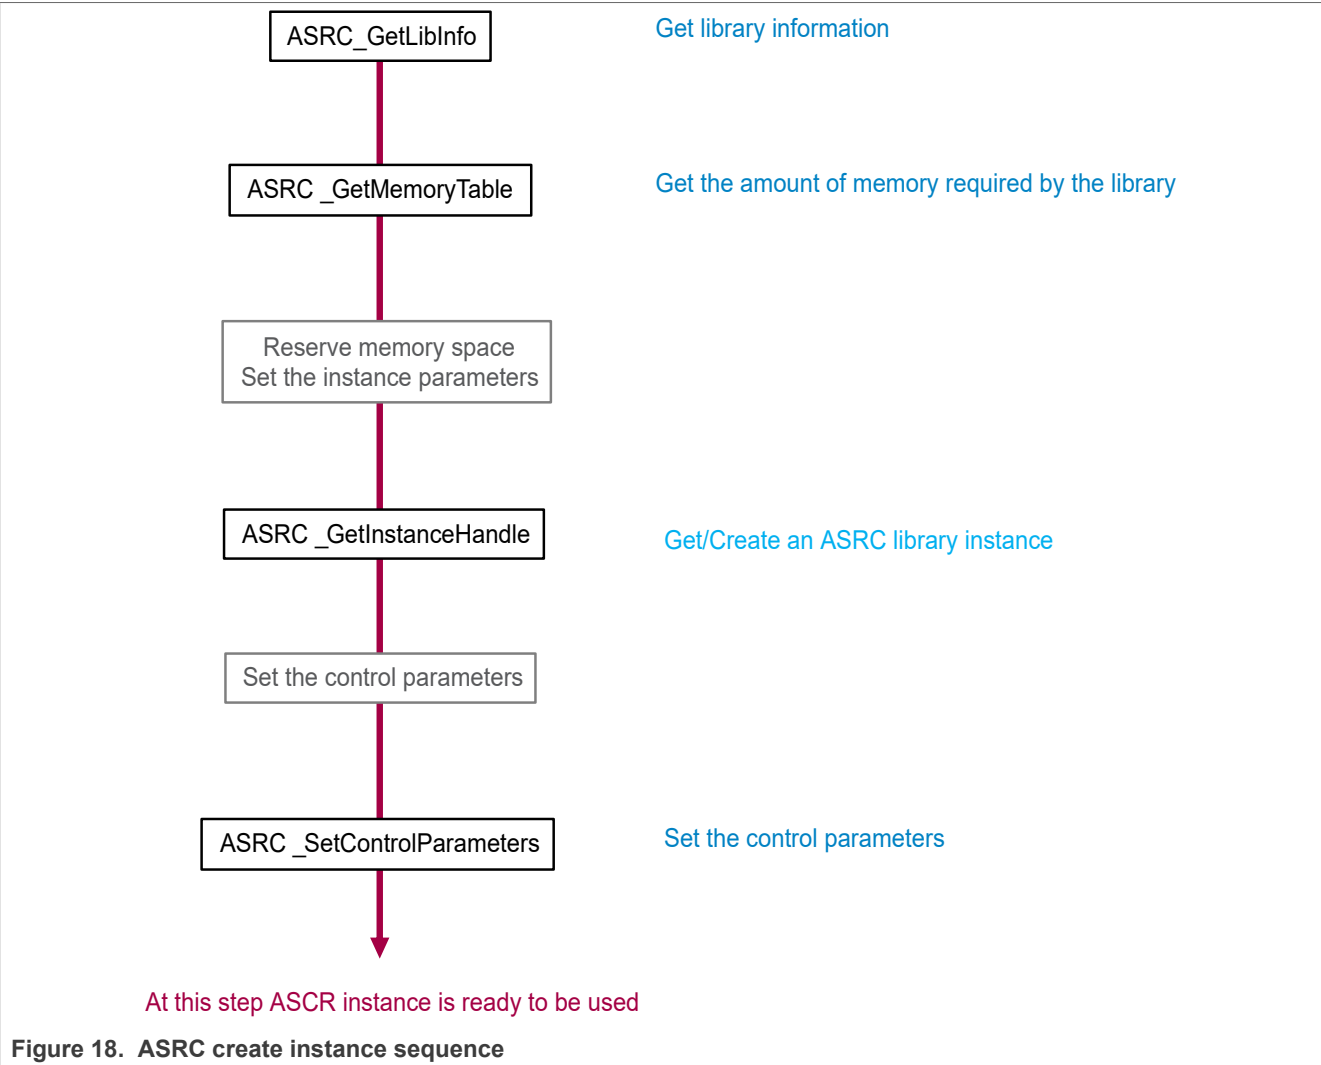 ASRC_GetLibInfo
Get library information
ASRC _GetMemoryTable
Get the amount of memory required by the library
Reserve memory space
Set the instance parameters
ASRC _GetInstanceHandle
Get/Create an ASRC library instance
Set the control parameters
ASRC _SetControlParameters
Set the control parameters
At this step ASCR instance is ready to be used
Figure 18. ASRC create instance sequence